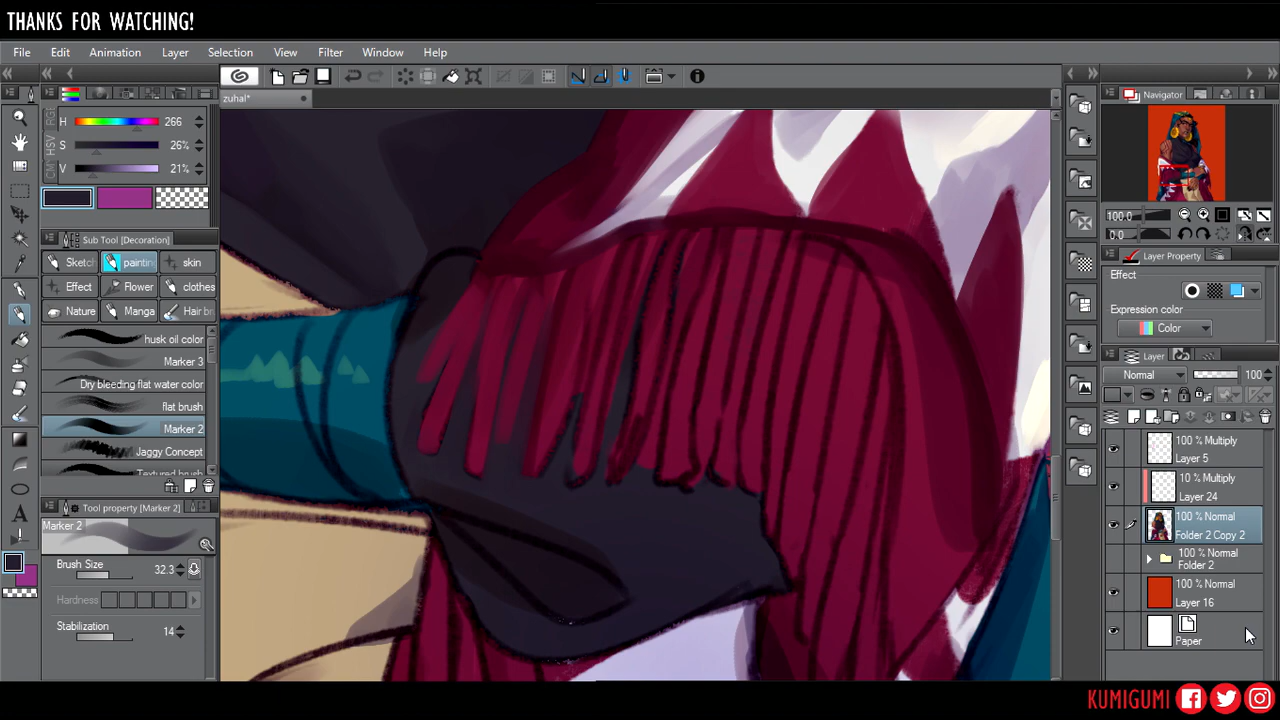 THANKS FOR WATCHING!
File Edit Animation Layer Selection View Filter Window Help
zuhal*
H 266
S 26%
V 21%
Sub Tool [Decoration]
Sketch painting skin
Effect Flower clothes
Nature Manga Hair br
husk oil color
Marker 3
Dry bleeding flat water color
flat brush
Marker 2
Jaggy Concept
Textured brush
Tool property [Marker 2]
Marker 2
Brush Size 32.3
Hardness
Stabilization 14
Navigator
100.0
0.0
Layer Property
Effect
Expression color
Color
Layer
Normal 100
100 % Multiply
Layer 5
10 % Multiply
Layer 24
100 % Normal
Folder 2 Copy 2
100 % Normal
Folder 2
100 % Normal
Layer 16
Paper
KUMIGUMI